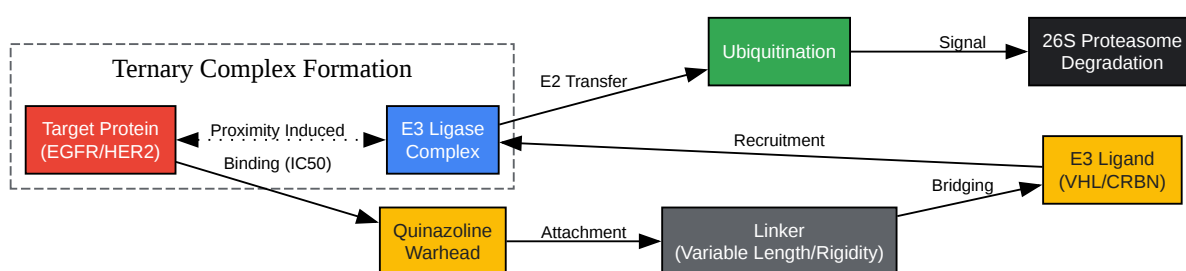 Ternary Complex Formation
Target Protein
(EGFR/HER2)
Proximity Induced
Binding (IC50)
E3 Ligase
Complex
E2 Transfer
Ubiquitination
Signal
26S Proteasome
Degradation
Recruitment
E3 Ligand
(VHL/CRBN)
Bridging
Quinazoline
Warhead
Attachment
Linker
(Variable Length/Rigidity)